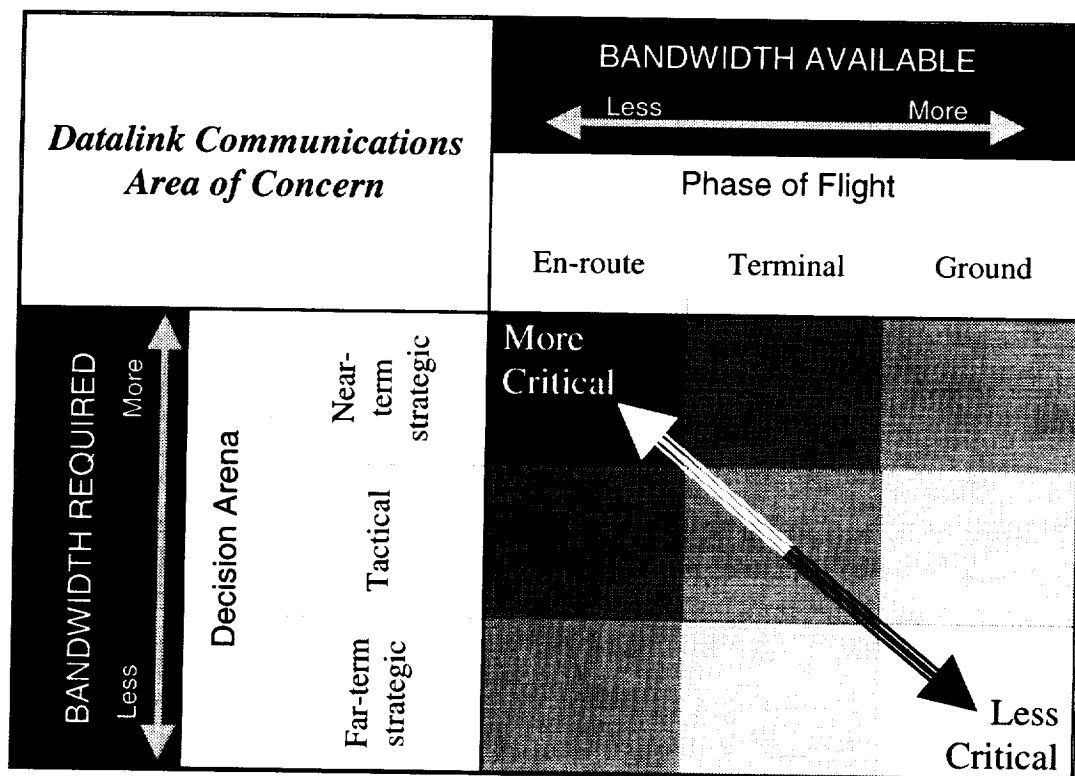 Datalink Communications
Area of Concern
BANDWIDTH AVAILABLE
Less More
Phase of Flight
En-route Terminal Ground
BANDWIDTH REQUIRED
More
Less
Decision Arena
Near-
term
strategic
Tactical
Far-term
strategic
More
Critical
Less
Critical